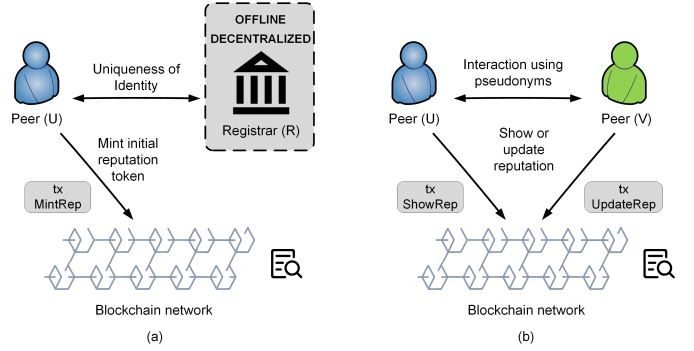 OFFLINE
DECENTRALIZED
Uniqueness of
Identity
Peer (U)
Registrar (R)
Mint initial
reputation
token
tx
MintRep
Blockchain network
(a)
Interaction using
pseudonyms
Peer (U)
Peer (V)
Show or
update
reputation
tx
ShowRep
tx
UpdateRep
Blockchain network
(b)